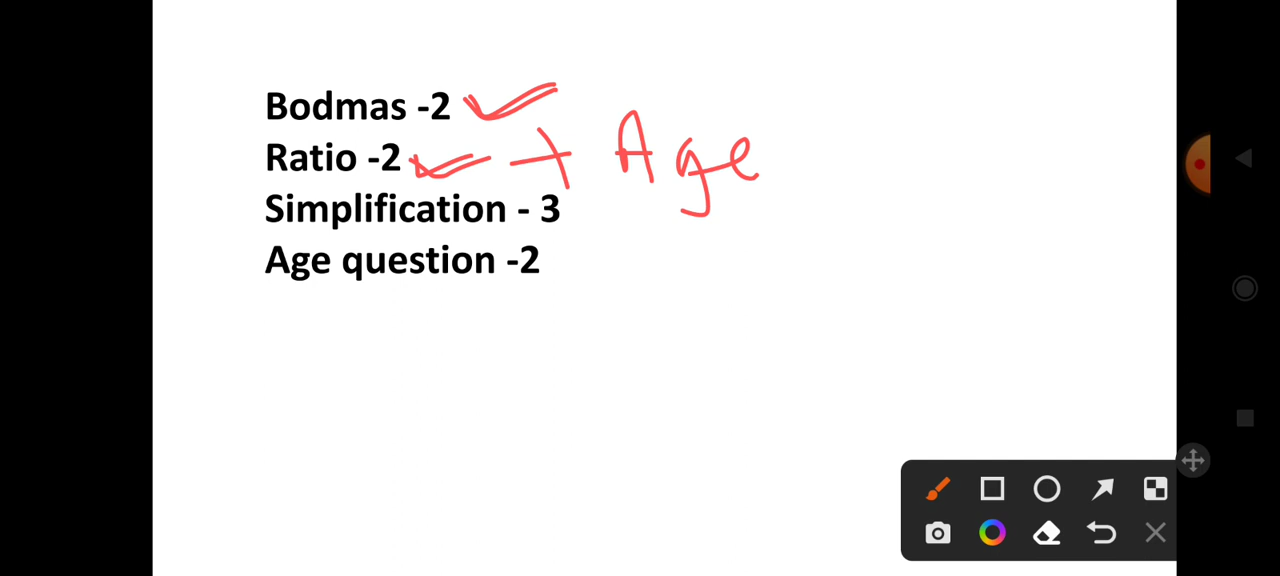 Bodmas -2
Ratio -2 + Age
Simplification - 3
Age question -2